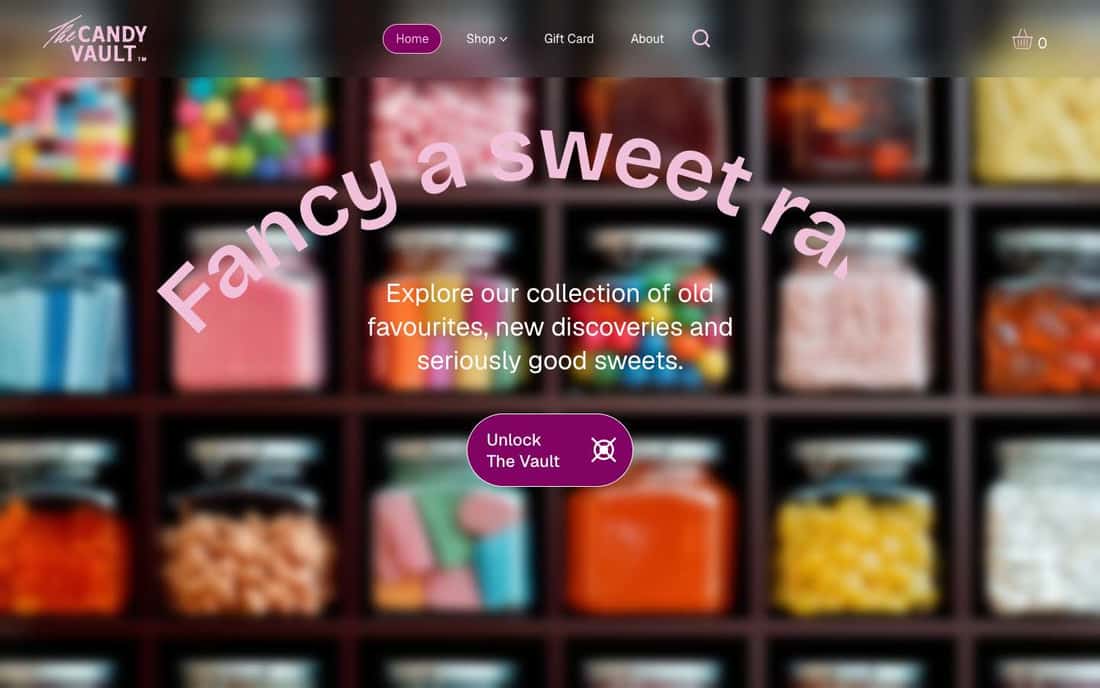 The CANDY
VAULT™
Home
Shop
Gift Card
About
0
Fancy a sweet ra
Explore our collection of old
favourites, new discoveries and
seriously good sweets.
Unlock
The Vault